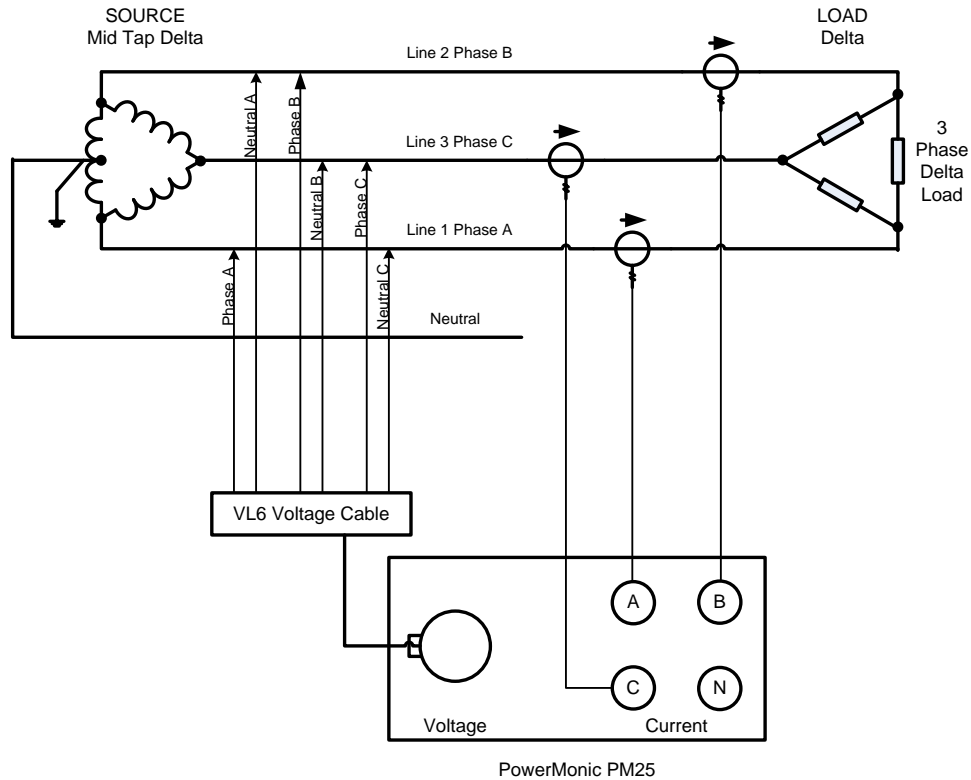 SOURCE
Mid Tap Delta
LOAD
Delta
Line 2 Phase B
Neutral A
Phase B
Line 3 Phase C
Neutral B
Phase C
3
Phase
Delta
Load
Line 1 Phase A
Phase A
Neutral C
Neutral
VL6 Voltage Cable
A
B
C
N
Voltage
Current
PowerMonic PM25